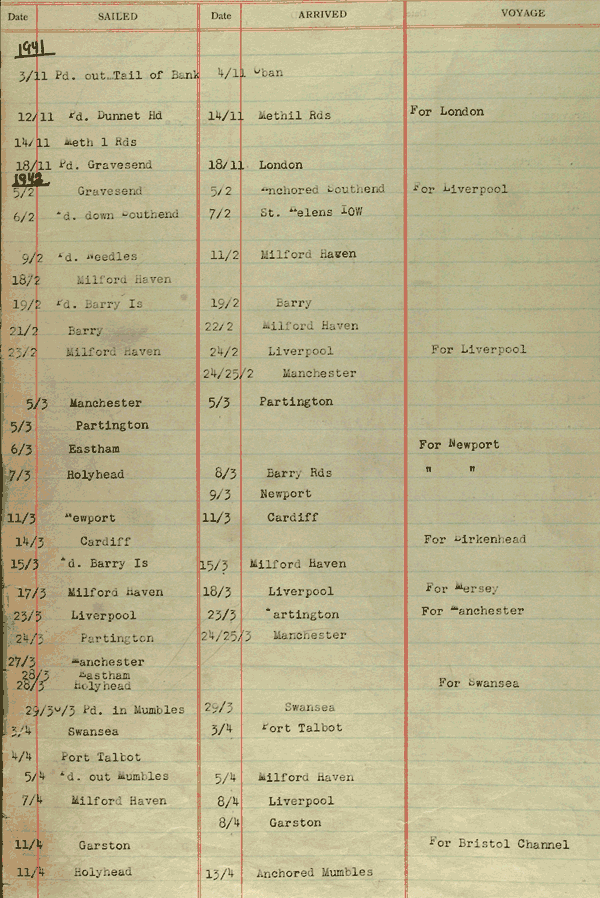 Date SAILED Date ARRIVED VOYAGE
1941
3/11 Pd. out Tail of Bank 4/11 Oban
12/11 Pd. Dunnet Hd 14/11 Methil Rds For London
14/11 Meth l Rds
18/11 Pd. Gravesend 18/11 London
1942
5/2 Gravesend 5/2 Anchored Southend For Liverpool
6/2 Pd. down Southend 7/2 St. Helens IOW
9/2 Pd. Needles 11/2 Milford Haven
18/2 Milford Haven
19/2 Pd. Barry Is 19/2 Barry
21/2 Barry 22/2 Milford Haven
23/2 Milford Haven 24/2 Liverpool For Liverpool
24/25/2 Manchester
5/3 Manchester 5/3 Partington
5/3 Partington
6/3 Eastham For Newport
7/3 Holyhead 8/3 Barry Rds " "
9/3 Newport
11/3 Newport 11/3 Cardiff
14/3 Cardiff For Birkenhead
15/3 Pd. Barry Is 15/3 Milford Haven
17/3 Milford Haven 18/3 Liverpool For Mersey
23/3 Liverpool 23/3 Partington For Manchester
24/3 Partington 24/25/3 Manchester
27/3 Manchester
28/3 Eastham
28/3 Holyhead For Swansea
29/30/3 Pd. in Mumbles 29/3 Swansea
3/4 Swansea 3/4 Port Talbot
4/4 Port Talbot
5/4 Pd. out Mumbles 5/4 Milford Haven
7/4 Milford Haven 8/4 Liverpool
8/4 Garston
11/4 Garston For Bristol Channel
11/4 Holyhead 13/4 Anchored Mumbles